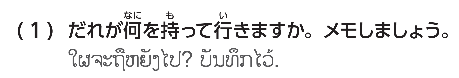 (1) だれが何を持って行きますか。メモしましょう。
ໃຜຈະຖືຫຍັງໄປ? ບັນທຶກໄວ້.